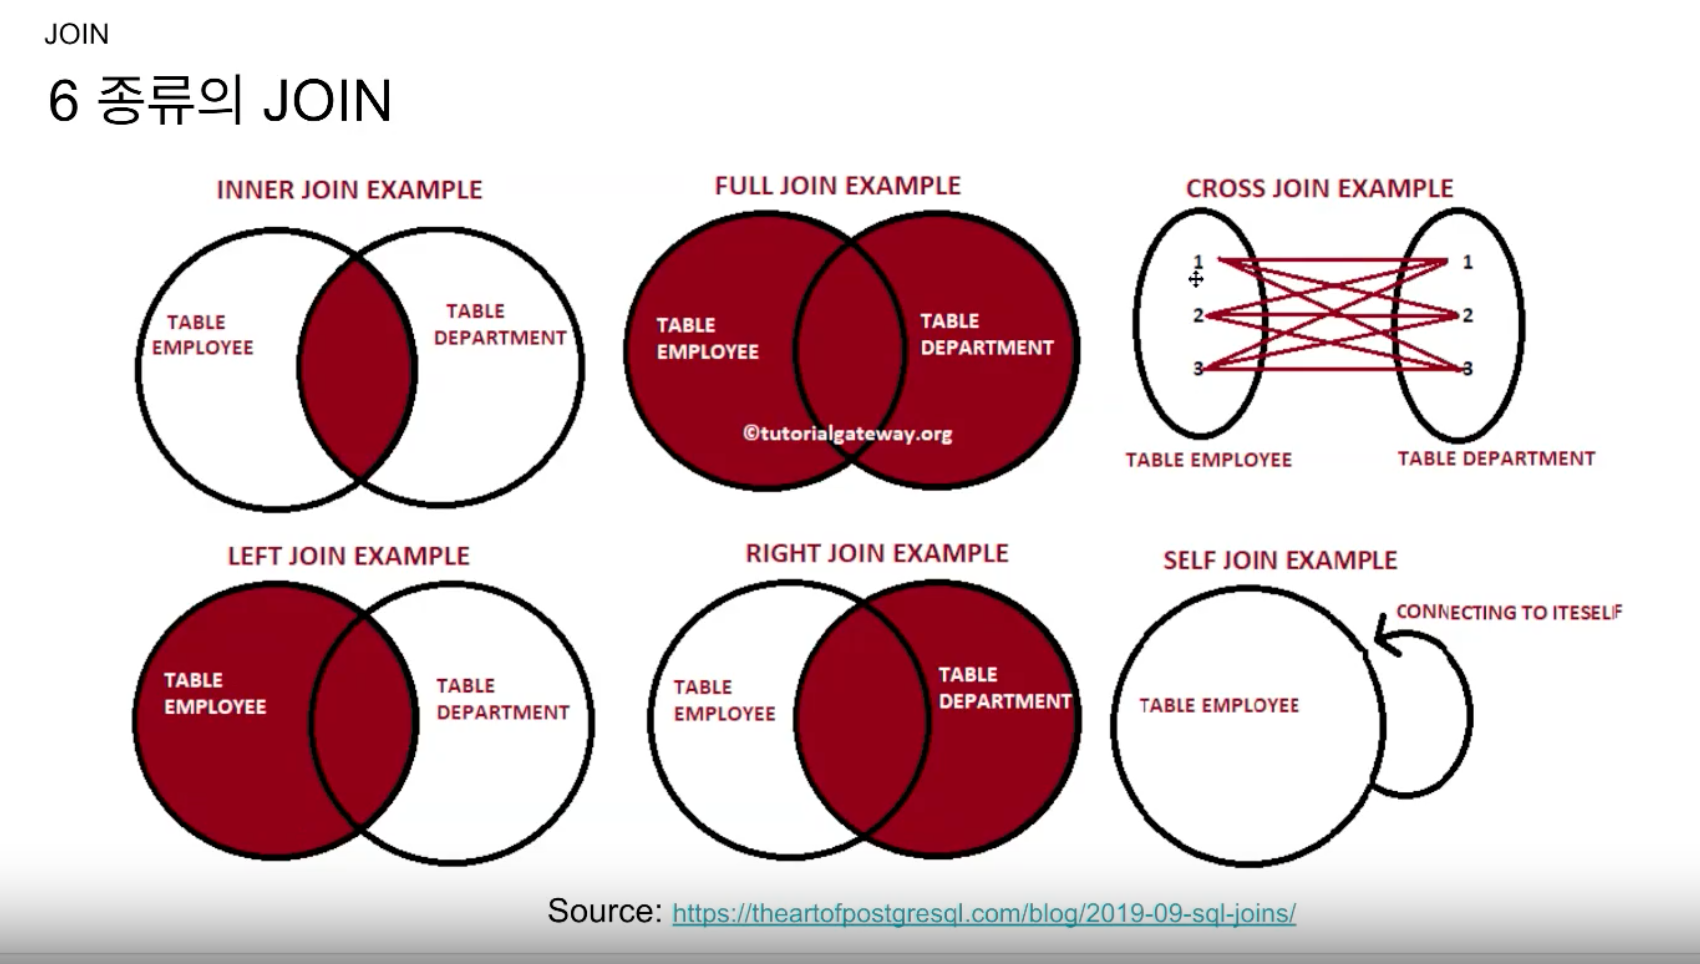 JOIN
6 종류의 JOIN
INNER JOIN EXAMPLE
TABLE
EMPLOYEE
TABLE
DEPARTMENT
FULL JOIN EXAMPLE
TABLE
EMPLOYEE
TABLE
DEPARTMENT
©tutorialgateway.org
CROSS JOIN EXAMPLE
1 1
2 2
3 3
TABLE EMPLOYEE TABLE DEPARTMENT
LEFT JOIN EXAMPLE
TABLE
EMPLOYEE
TABLE
DEPARTMENT
RIGHT JOIN EXAMPLE
TABLE
EMPLOYEE
TABLE
DEPARTMENT
SELF JOIN EXAMPLE
CONNECTING TO ITESELF
TABLE EMPLOYEE
Source: https://theartofpostgresql.com/blog/2019-09-sql-joins/